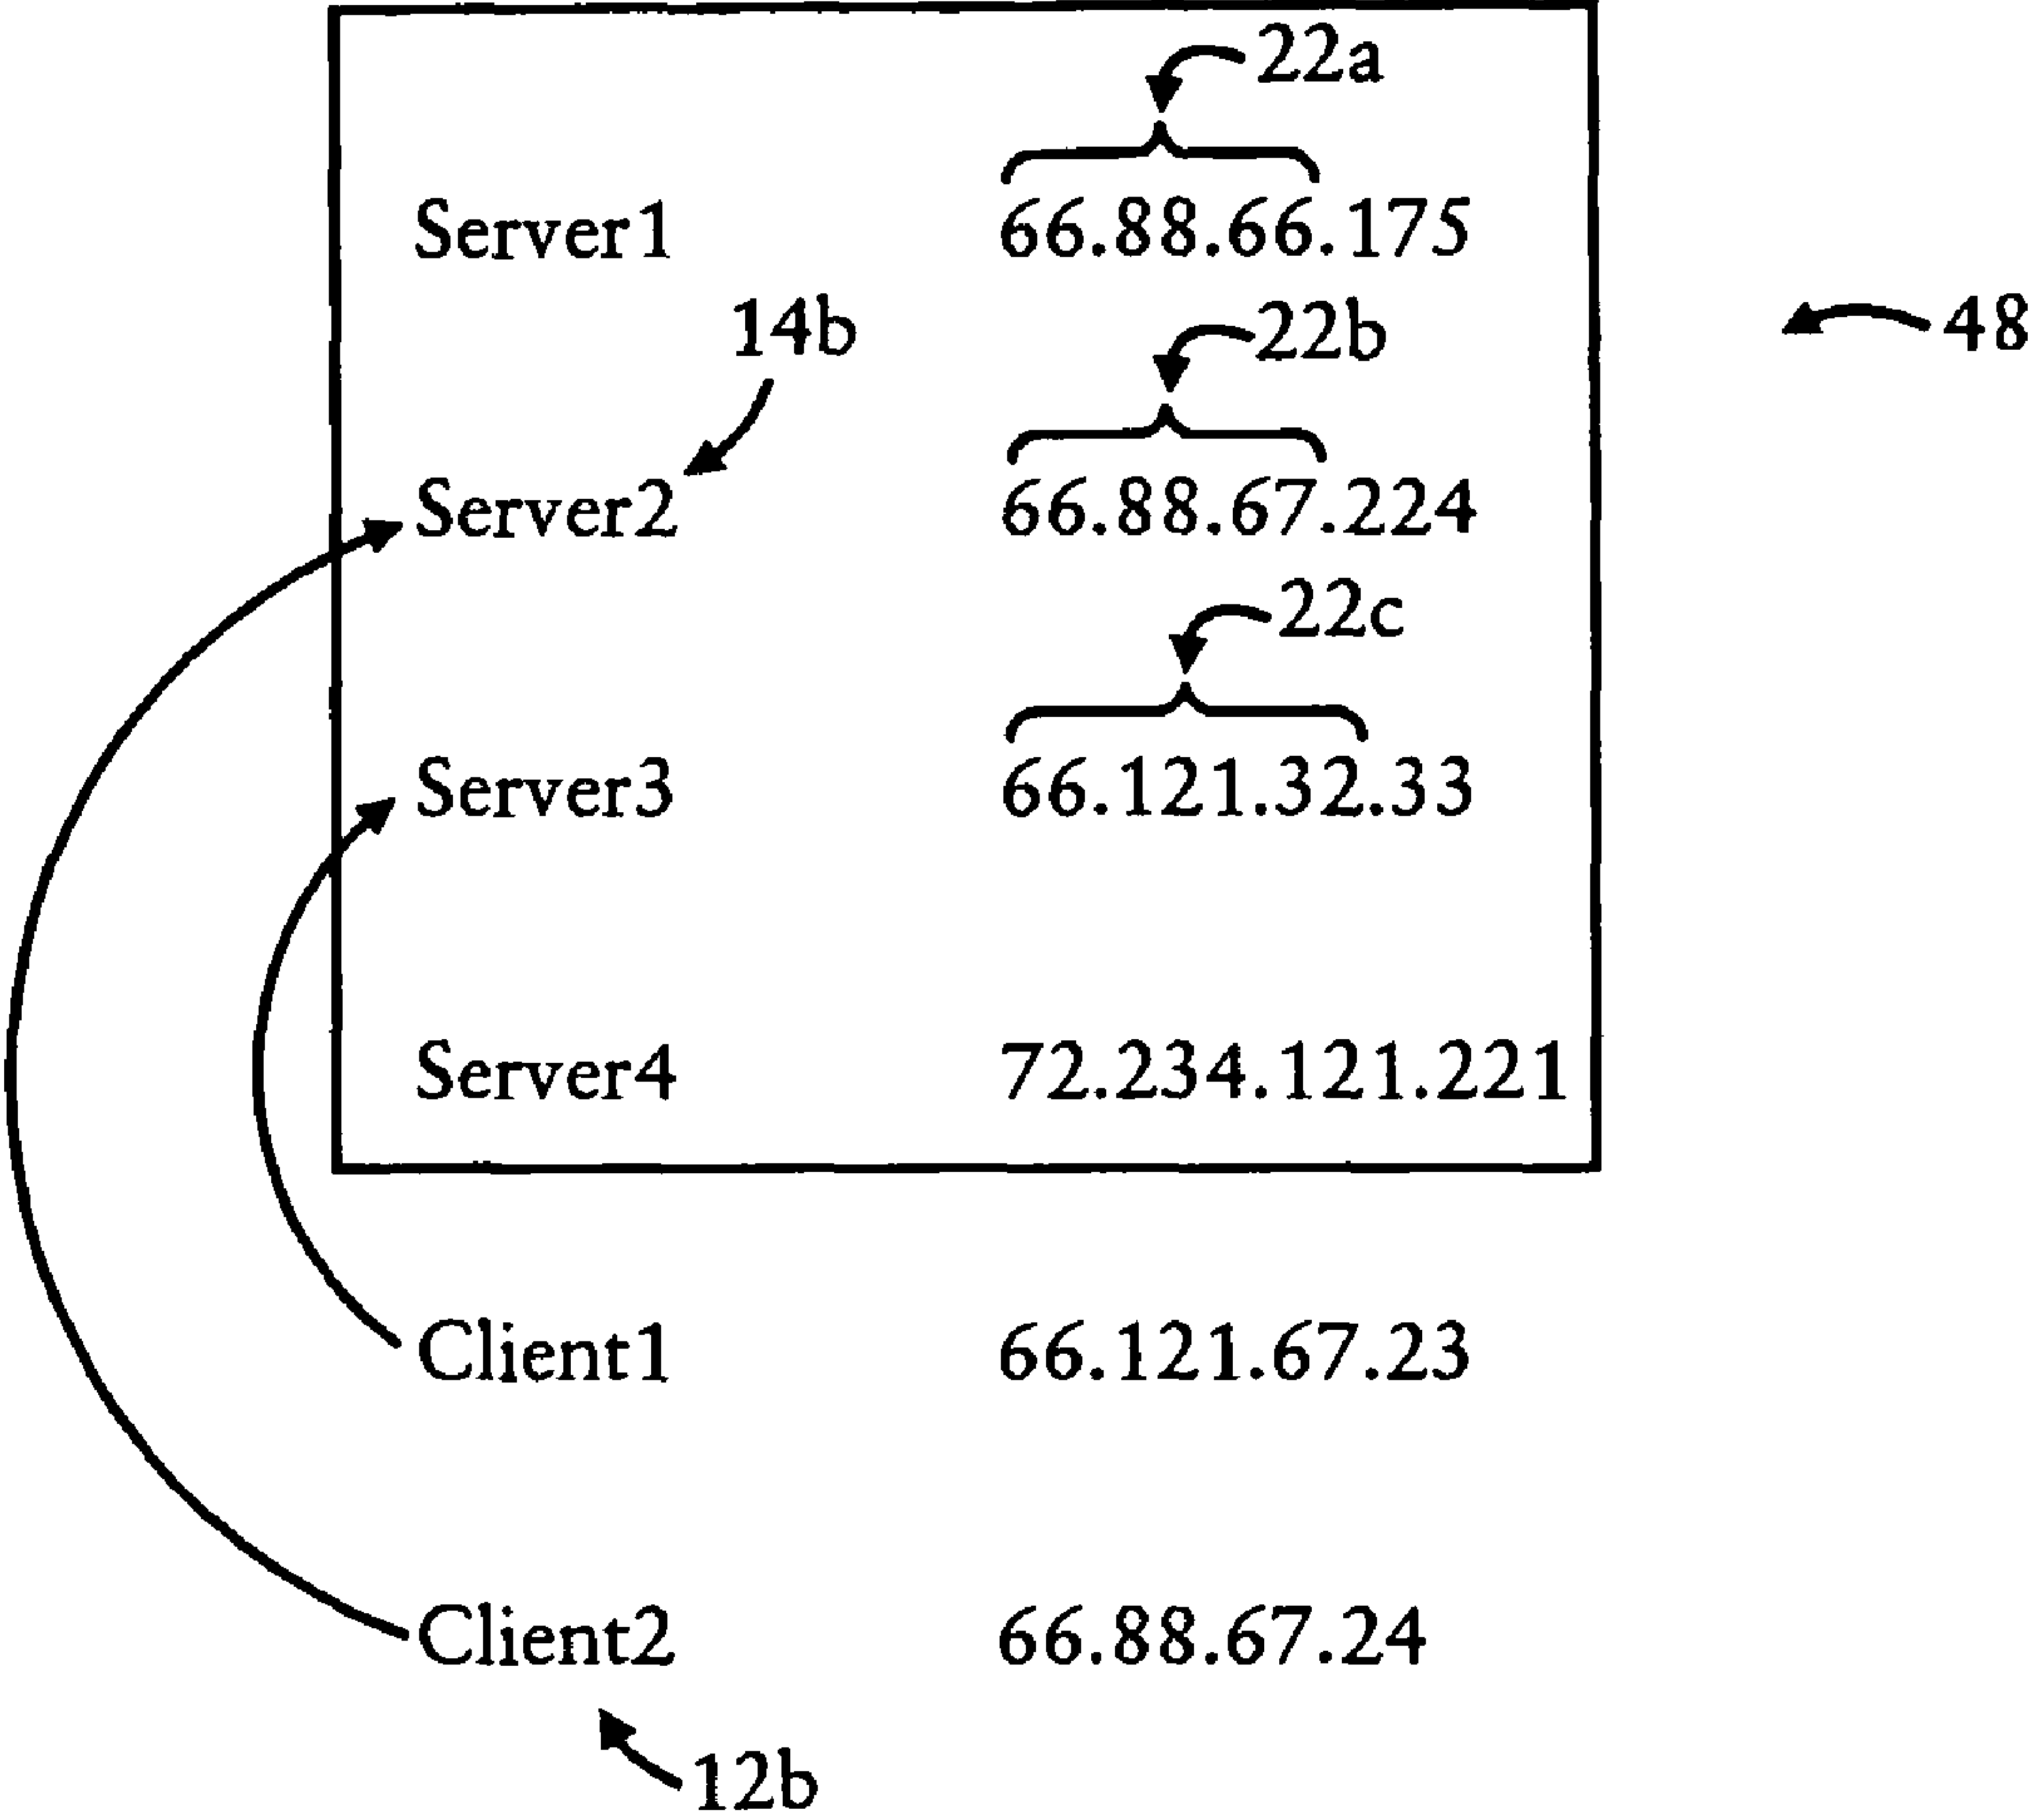 22a
Server1 66.88.66.175
14b 22b 48
Server2 66.88.67.224
22c
Server3 66.121.32.33
Server4 72.234.121.221
Client1 66.121.67.23
Client2 66.88.67.24
12b